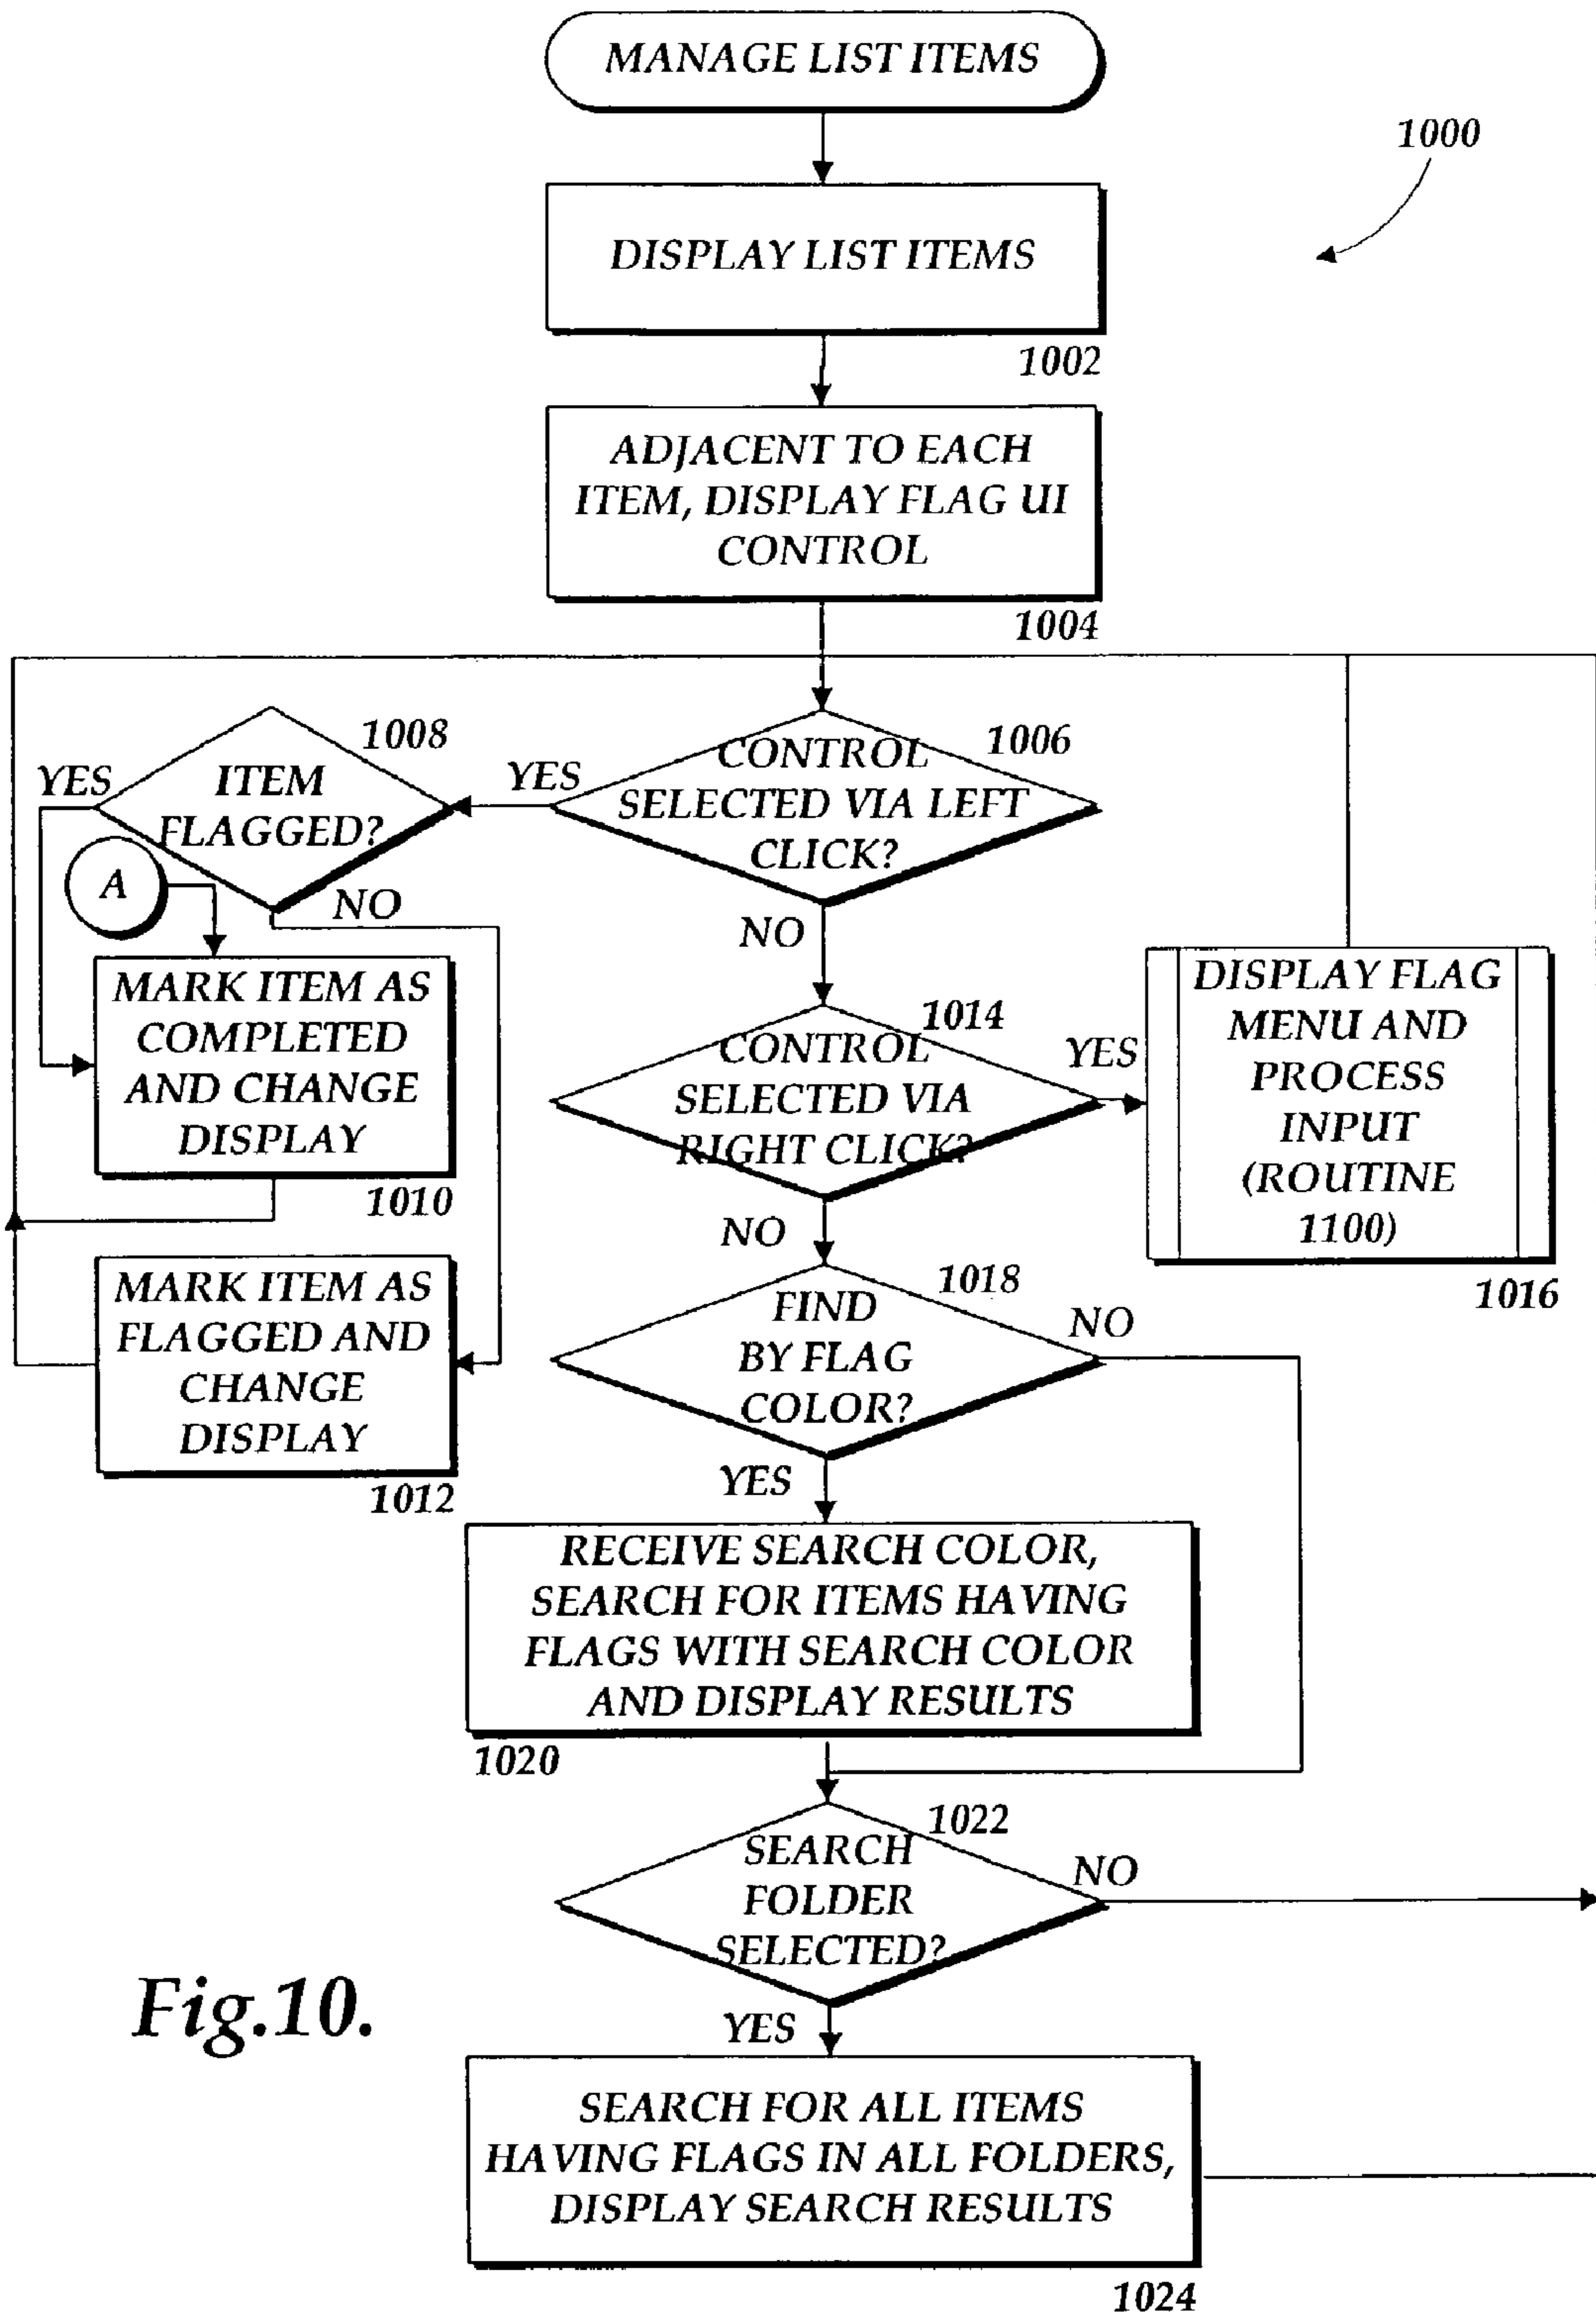 MANAGE LIST ITEMS
1000
DISPLAY LIST ITEMS
1002
ADJACENT TO EACH
ITEM, DISPLAY FLAG UI
CONTROL
1004
1006
CONTROL
SELECTED VIA LEFT
CLICK?
YES
NO
1008
ITEM
FLAGGED?
YES
NO
A
MARK ITEM AS
COMPLETED
AND CHANGE
DISPLAY
1010
MARK ITEM AS
FLAGGED AND
CHANGE
DISPLAY
1012
1014
CONTROL
SELECTED VIA
RIGHT CLICK?
YES
NO
DISPLAY FLAG
MENU AND
PROCESS
INPUT
(ROUTINE
1100)
1016
1018
FIND
BY FLAG
COLOR?
NO
YES
RECEIVE SEARCH COLOR,
SEARCH FOR ITEMS HAVING
FLAGS WITH SEARCH COLOR
AND DISPLAY RESULTS
1020
1022
SEARCH
FOLDER
SELECTED?
NO
YES
SEARCH FOR ALL ITEMS
HAVING FLAGS IN ALL FOLDERS,
DISPLAY SEARCH RESULTS
1024
Fig.10.